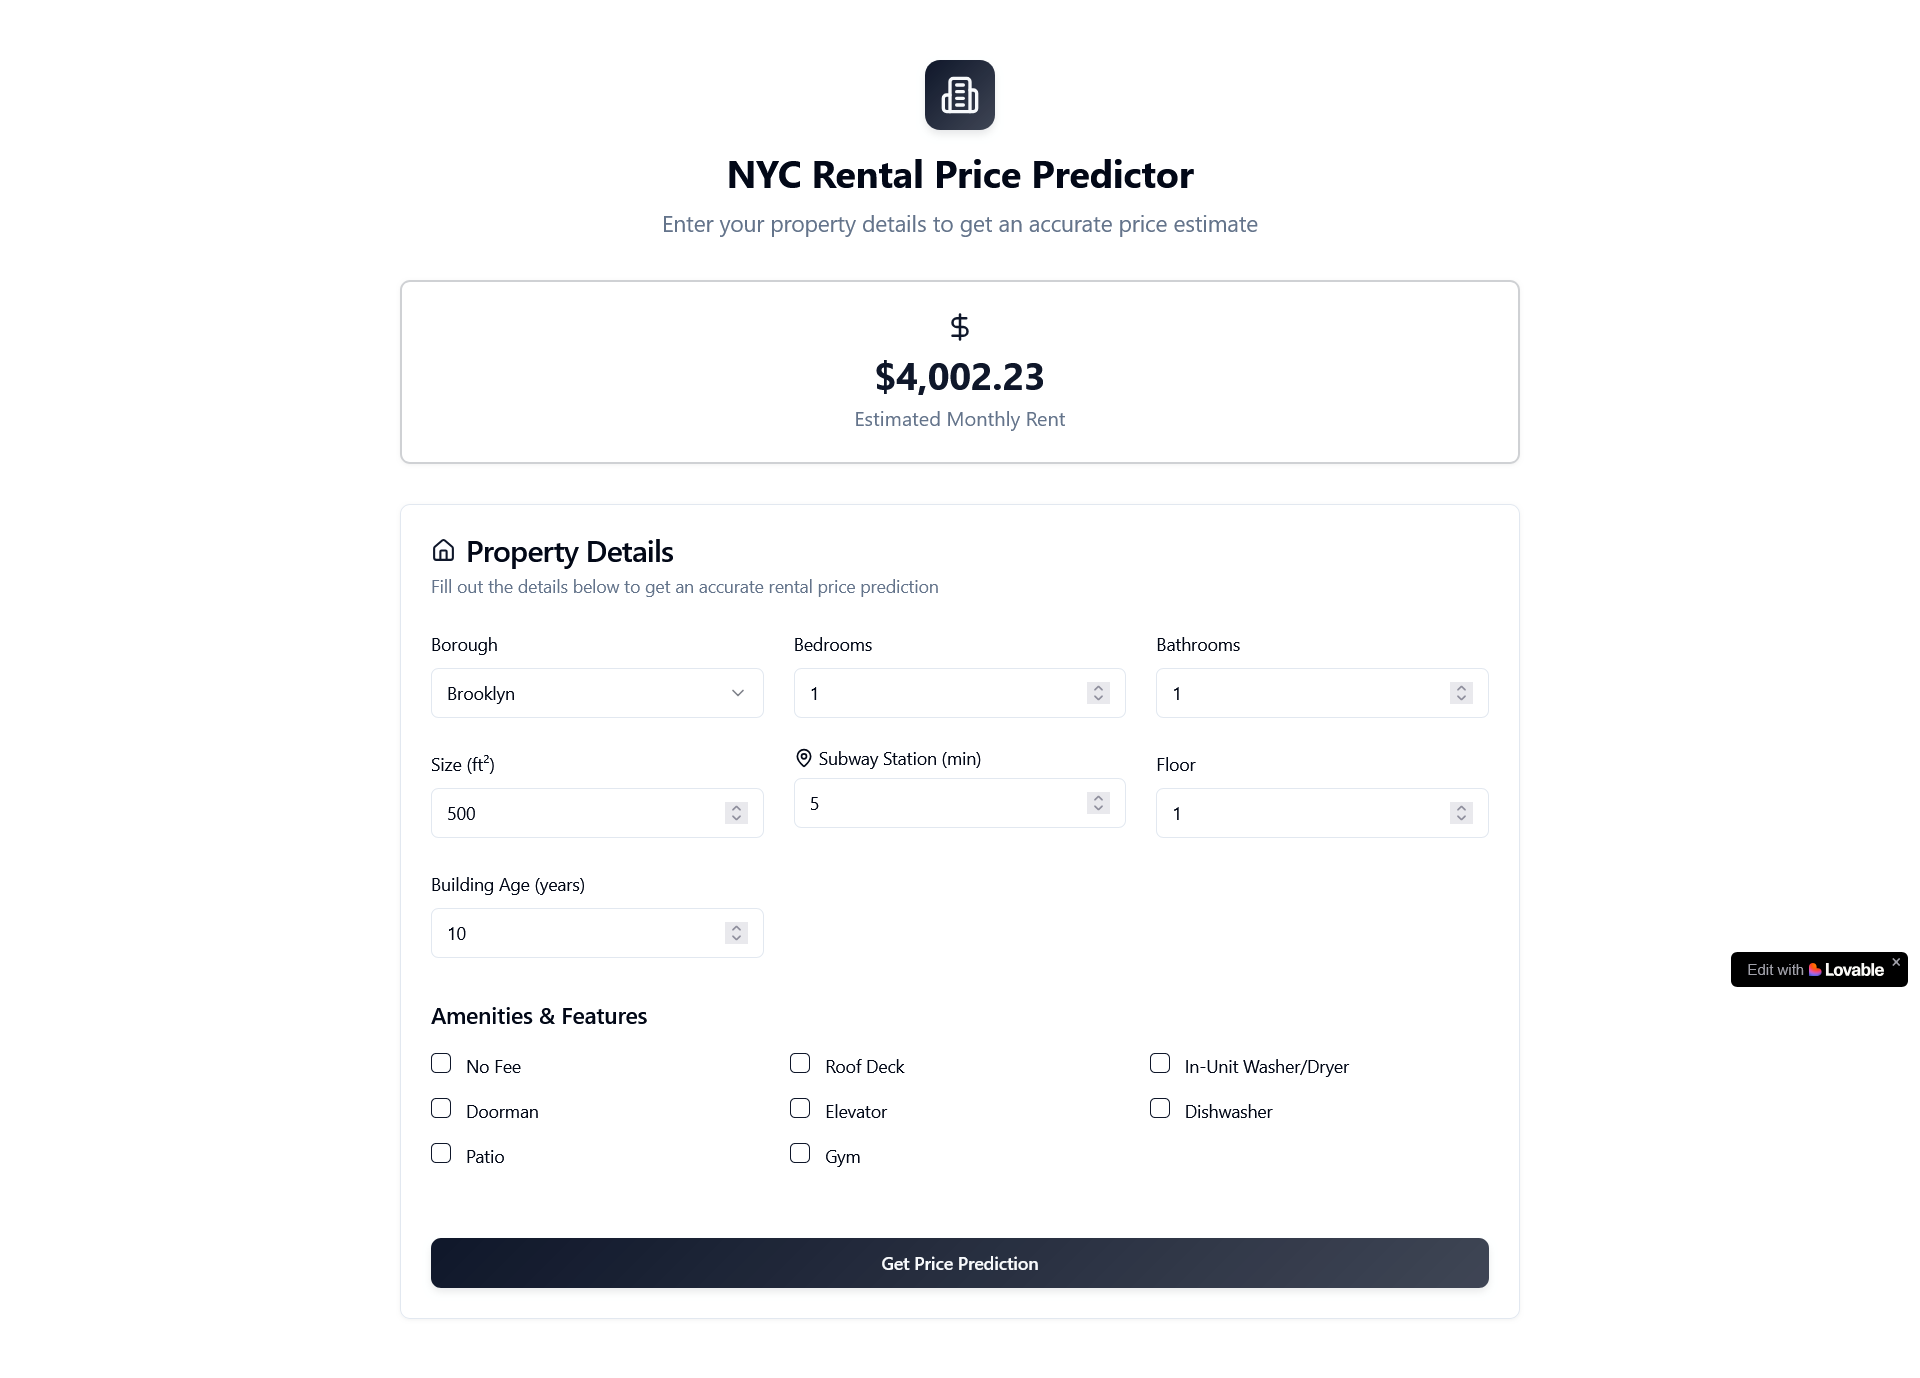 NYC Rental Price Predictor
Enter your property details to get an accurate price estimate
$
$4,002.23
Estimated Monthly Rent
Property Details
Fill out the details below to get an accurate rental price prediction
Borough
Brooklyn
Bedrooms
1
Bathrooms
1
Size (ft²)
500
Subway Station (min)
5
Floor
1
Building Age (years)
10
Edit with Lovable ×
Amenities & Features
No Fee
Roof Deck
In-Unit Washer/Dryer
Doorman
Elevator
Dishwasher
Patio
Gym
Get Price Prediction